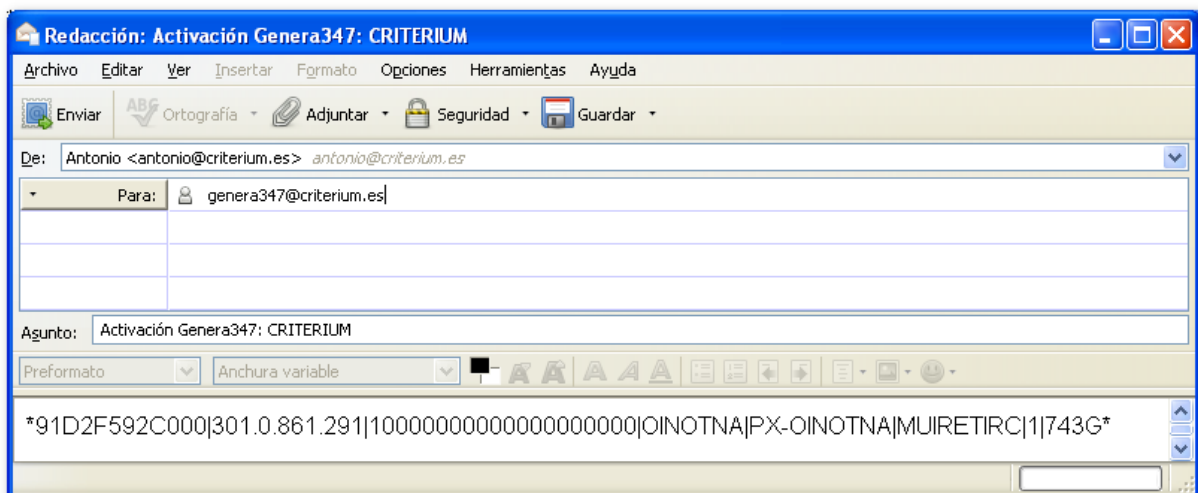 Redacción: Activación Genera347: CRITERIUM
Archivo Editar Ver Insertar Formato Opciones Herramientas Ayuda
Enviar Ortografía Adjuntar Seguridad Guardar
De: Antonio <antonio@criterium.es> antonio@criterium.es
Para: genera347@criterium.es
Asunto: Activación Genera347: CRITERIUM
Preformato Anchura variable
*91D2F592C000|301.0.861.291|10000000000000000000|OINOTNA|PX-OINOTNA|MUIRETIRC|1|743G*